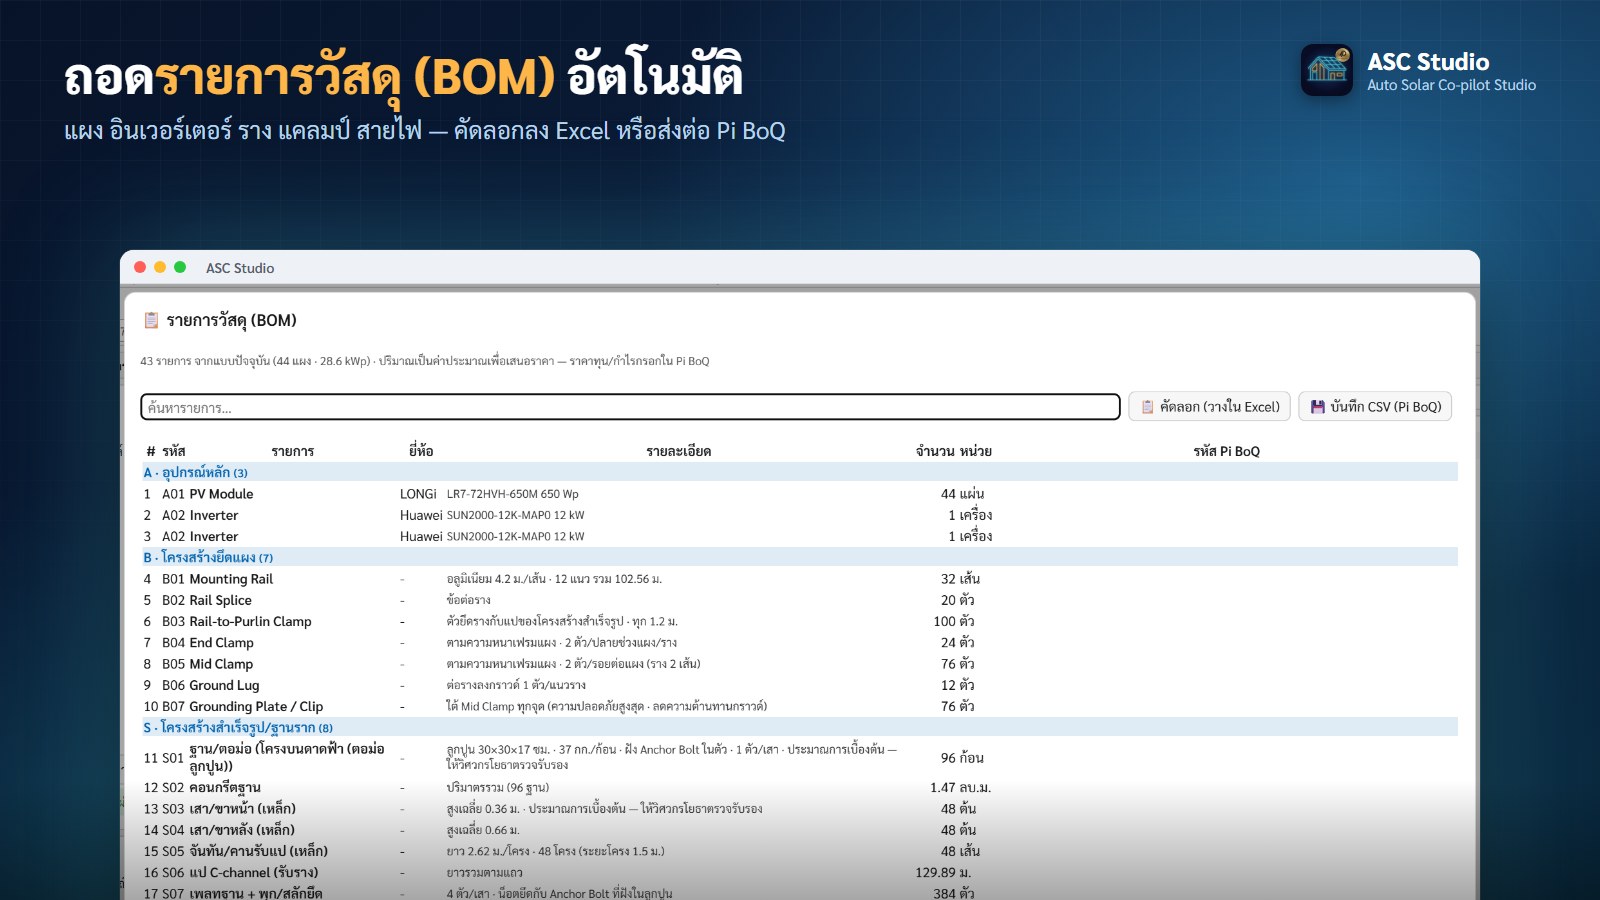 ถอดรายการวัสดุ (BOM) อัตโนมัติ
แผง อินเวอร์เตอร์ ราง แคลมป์ สายไฟ — คัดลอกลง Excel หรือส่งต่อ Pi BoQ
ASC Studio
Auto Solar Co-pilot Studio
ASC Studio
รายการวัสดุ (BOM)
43 รายการ จากแบบปัจจุบัน (44 แผง · 28.6 kWp) · ปริมาณเป็นค่าประมาณเพื่อเสนอราคา — ราคาทุน/กำไรกรอกใน Pi BoQ
ค้นหารายการ...
คัดลอก (วางใน Excel)
บันทึก CSV (Pi BoQ)
# รหัส รายการ ยี่ห้อ รายละเอียด จำนวน หน่วย รหัส Pi BoQ
A · อุปกรณ์หลัก (3)
1 A01 PV Module LONGi LR7-72HVH-650M 650 Wp 44 แผ่น
2 A02 Inverter Huawei SUN2000-12K-MAP0 12 kW 1 เครื่อง
3 A02 Inverter Huawei SUN2000-12K-MAP0 12 kW 1 เครื่อง
B · โครงสร้างยึดแผง (7)
4 B01 Mounting Rail - อลูมิเนียม 4.2 ม./เส้น · 12 แนว รวม 102.56 ม. 32 เส้น
5 B02 Rail Splice - ข้อต่อราง 20 ตัว
6 B03 Rail-to-Purlin Clamp - ตัวยึดรางกับแปของโครงสร้างสำเร็จรูป · ทุก 1.2 ม. 100 ตัว
7 B04 End Clamp - ตามความหนาเฟรมแผง · 2 ตัว/ปลายช่วงแผง/ราง 24 ตัว
8 B05 Mid Clamp - ตามความหนาเฟรมแผง · 2 ตัว/รอยต่อแผง (ราง 2 เส้น) 76 ตัว
9 B06 Ground Lug - ต่อรางลงกราวด์ 1 ตัว/แนวราง 12 ตัว
10 B07 Grounding Plate / Clip - ใต้ Mid Clamp ทุกจุด (ความปลอดภัยสูงสุด · ลดความต้านทานกราวด์) 76 ตัว
S · โครงสร้างสำเร็จรูป/ฐานราก (8)
11 S01 ฐาน/ตอม่อ (โครงบนดาดฟ้า (ตอม่อลูกปูน)) - ลูกปูน 30×30×17 ซม. · 37 กก./ก้อน · ฝัง Anchor Bolt ในตัว · 1 ตัว/เสา · ประมาณการเบื้องต้น — ให้วิศวกรโยธาตรวจรับรอง 96 ก้อน
12 S02 คอนกรีตฐาน - ปริมาตรรวม (96 ฐาน) 1.47 ลบ.ม.
13 S03 เสา/ขาหน้า (เหล็ก) - สูงเฉลี่ย 0.36 ม. · ประมาณการเบื้องต้น — ให้วิศวกรโยธาตรวจรับรอง 48 ต้น
14 S04 เสา/ขาหลัง (เหล็ก) - สูงเฉลี่ย 0.66 ม. 48 ต้น
15 S05 จันทัน/คานรับแป (เหล็ก) - ยาว 2.62 ม./โครง · 48 โครง (ระยะโครง 1.5 ม.) 48 เส้น
16 S06 แป C-channel (รับราง) - ยาวรวมตามแถว 129.89 ม.
17 S07 เพลทฐาน + พุก/สลักยึด - 4 ตัว/เสา · น็อตยึดกับ Anchor Bolt ที่ฝังในลูกปูน 384 ตัว